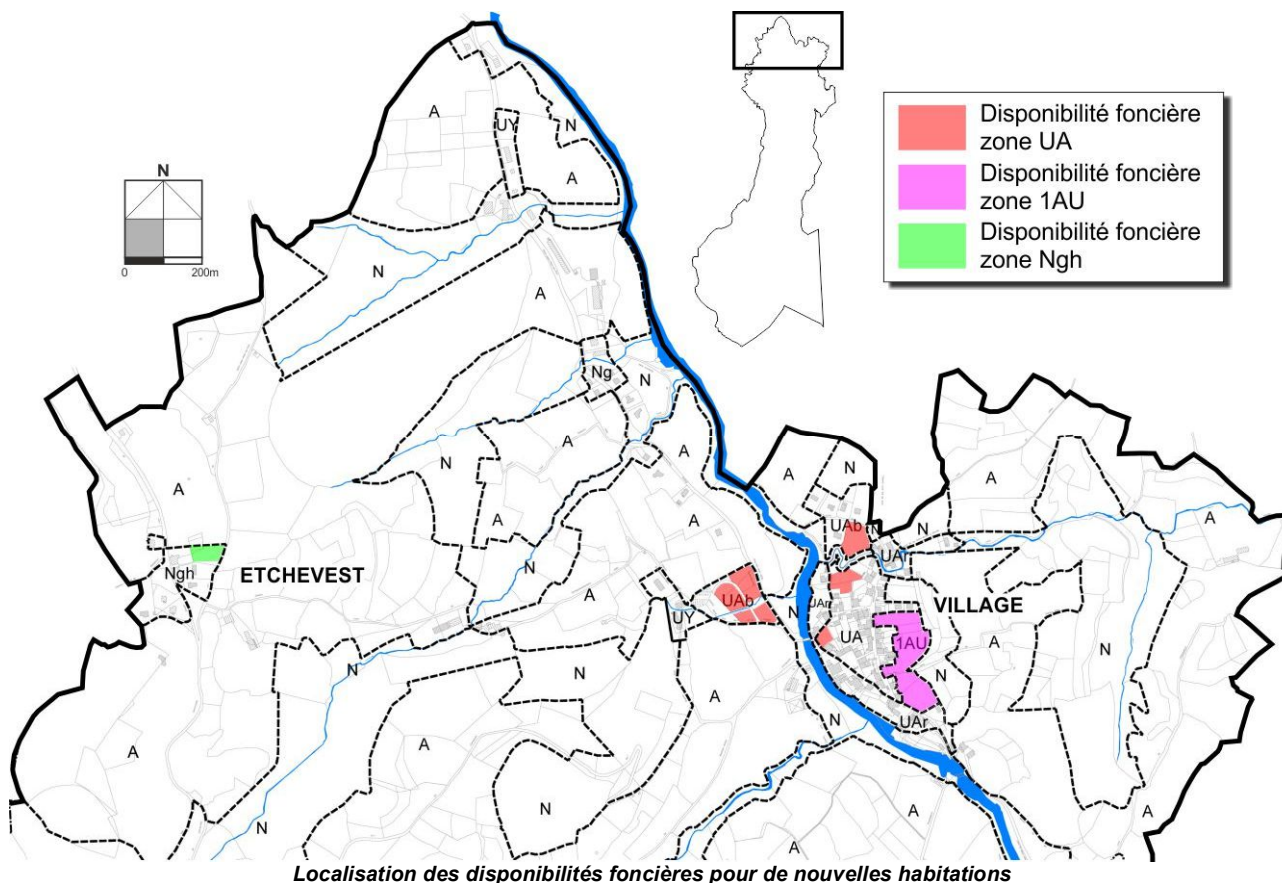 Disponibilité foncière
zone UA
Disponibilité foncière
zone 1AU
Disponibilité foncière
zone Ngh
N
0 200m
A
UY
N
A
N
A
Ng
N
A
N
A
A
N
A
N
A
UAb
N
UA
N
A
A
A
N
Ngh
ETCHEVEST
A
UY
UAb
N
UA
VILLAGE
1AU
A
N
N
N
N
A
N
UAr
A
A
N
N
A
A
A
Localisation des disponibilités foncières pour de nouvelles habitations